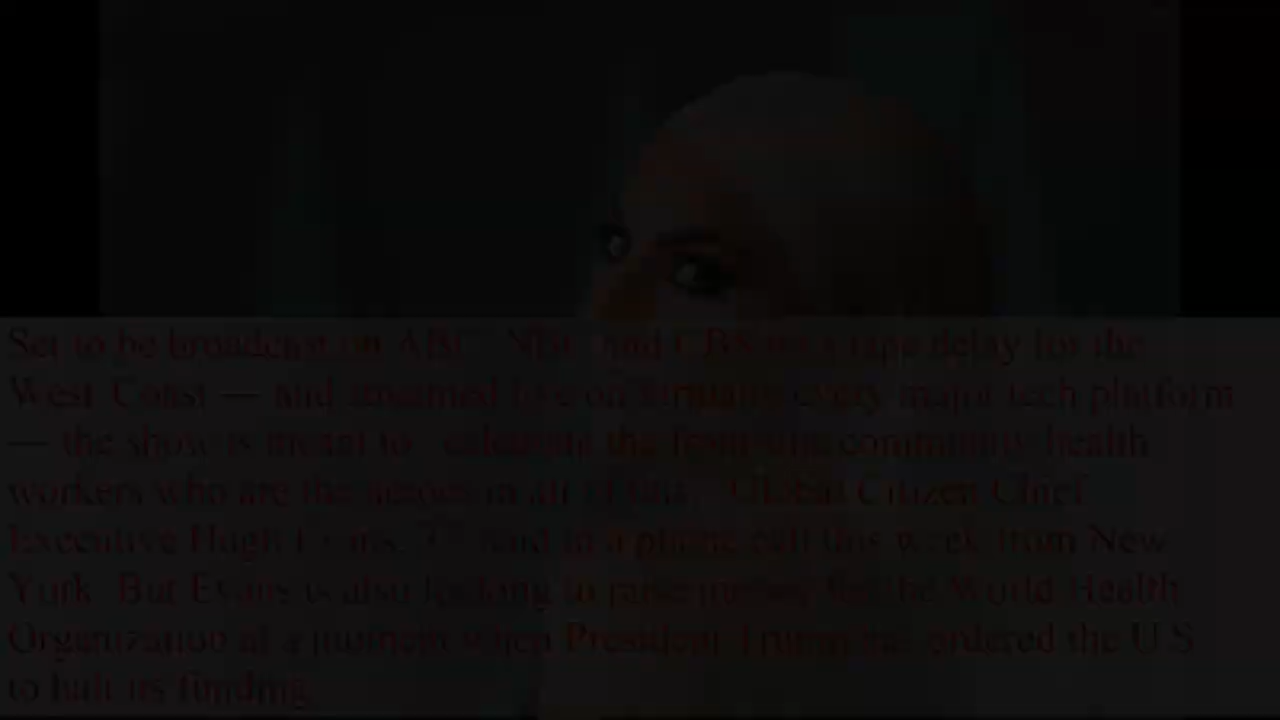 Set to be broadcast on ABC, NBC and CBS on a tape delay for the
West Coast — and streamed live on virtually every major tech platform
— the show is meant to "celebrate the frontline community health
workers who are the heroes in all of this," Global Citizen Chief
Executive Hugh Evans, said in a phone call this week from New
York. But Evans is also looking to raise money for the World Health
Organization at a moment when President Trump has ordered the U.S.
to halt its funding.